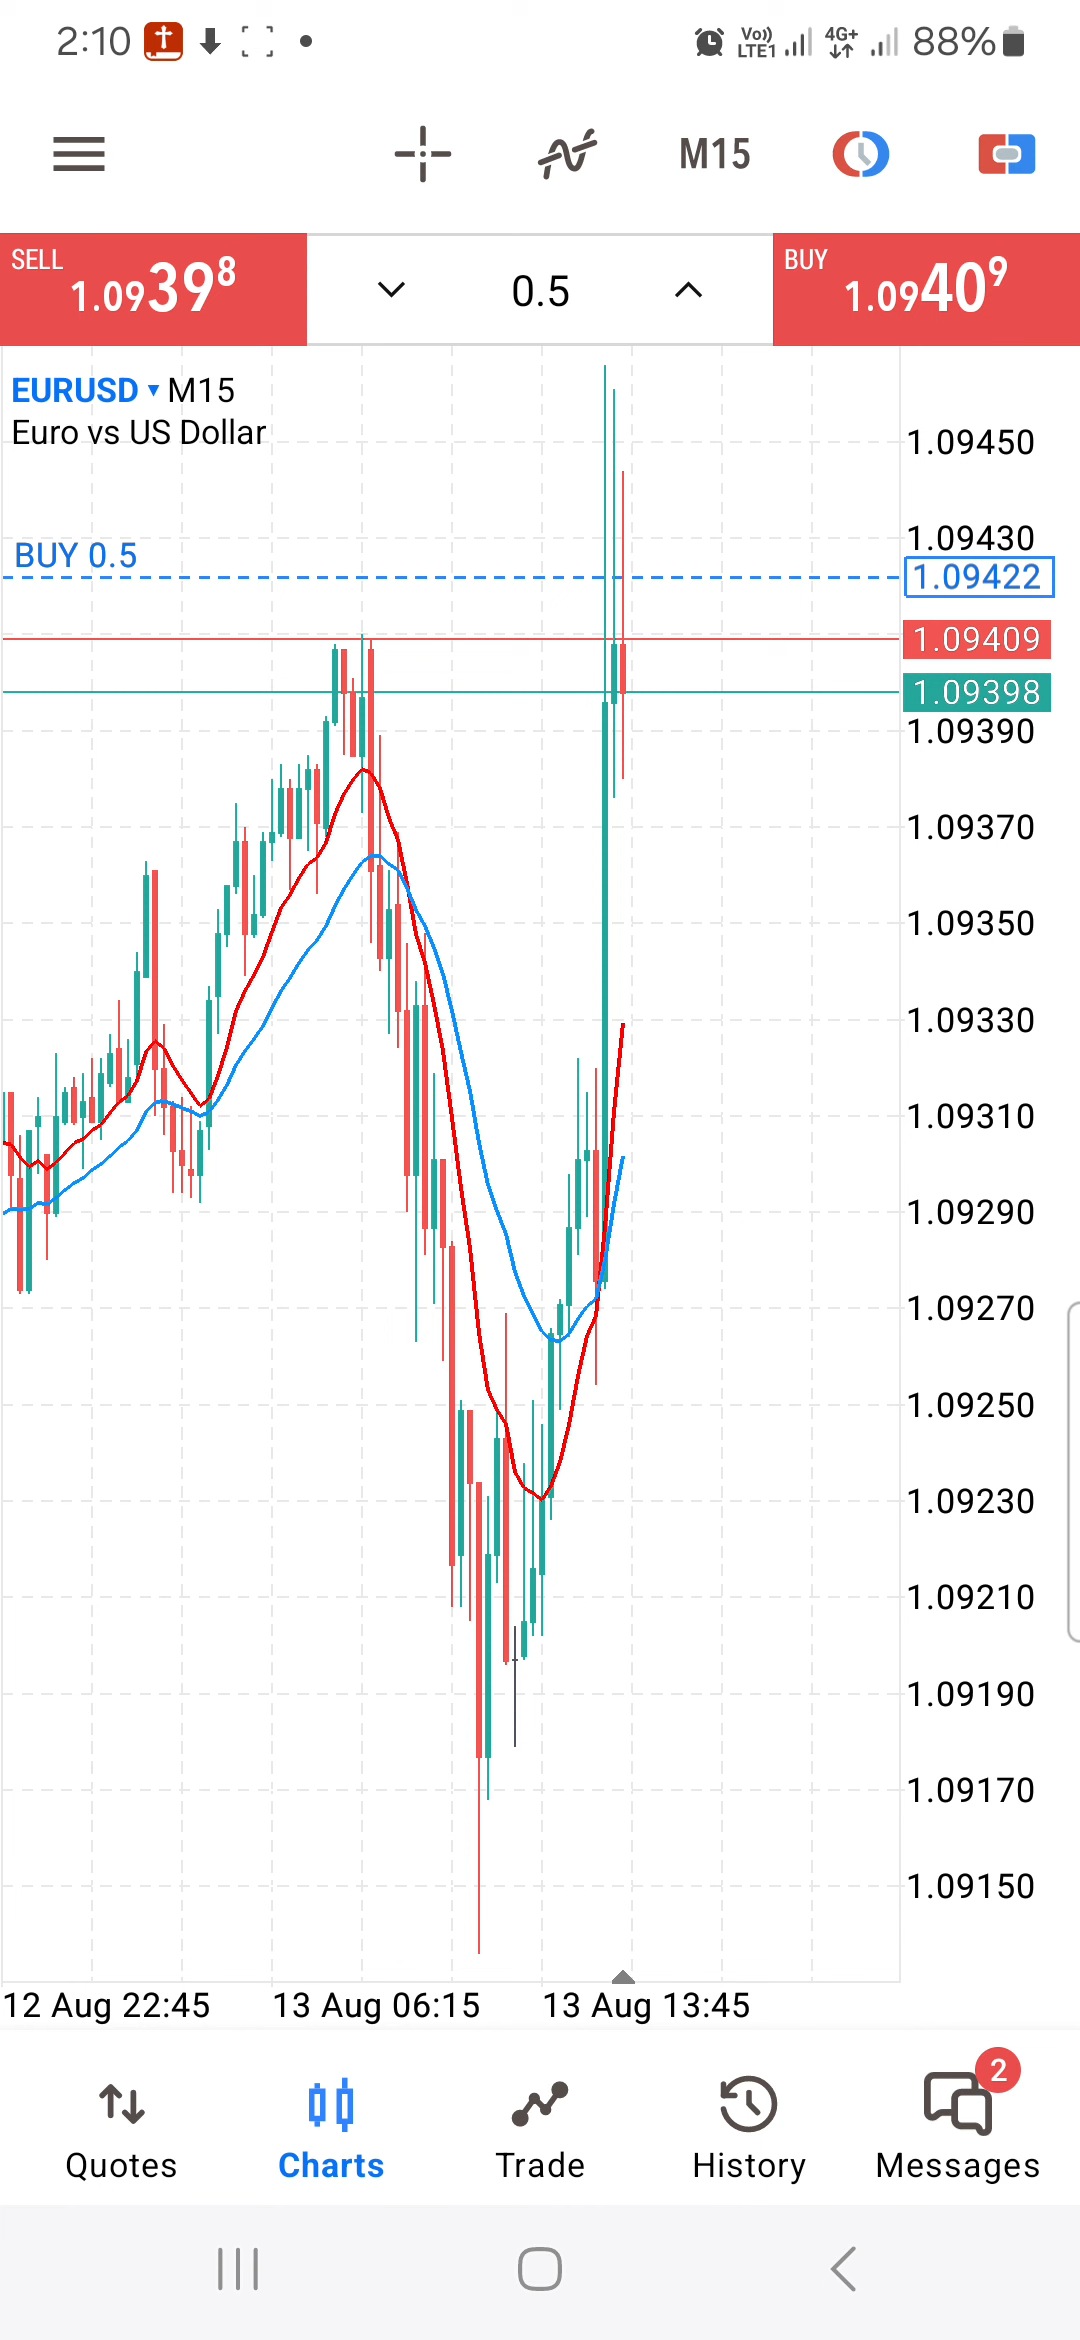 2:10
Vo)) LTE1 4G+ 88%
M15
SELL 1.09398
0.5
BUY 1.09409
EURUSD M15
Euro vs US Dollar
1.09450
1.09430
BUY 0.5
1.09422
1.09409
1.09398
1.09390
1.09370
1.09350
1.09330
1.09310
1.09290
1.09270
1.09250
1.09230
1.09210
1.09190
1.09170
1.09150
12 Aug 22:45 13 Aug 06:15 13 Aug 13:45
2
Quotes Charts Trade History Messages